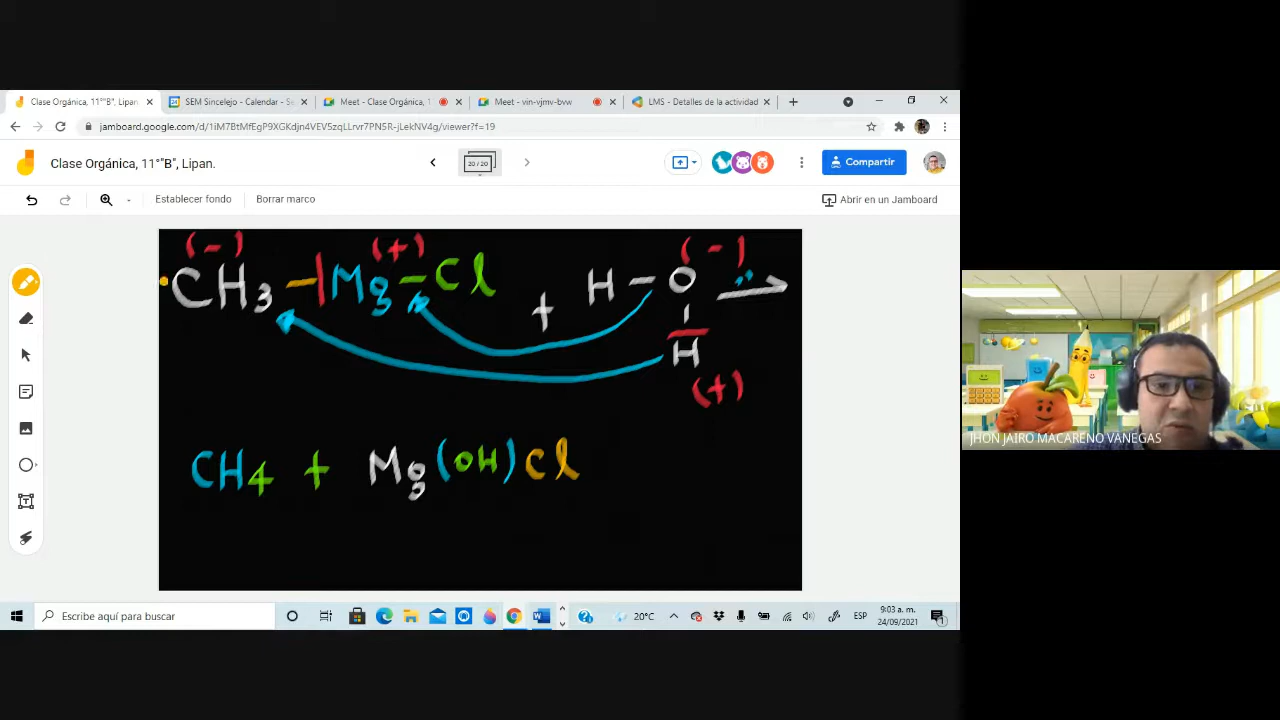 Clase Orgánica, 11°"B", Lipan.
SEM Sincelejo - Calendar - Se
Meet - Clase Orgánica, 1
Meet - vin-vjmv-bvw
LMS - Detalles de la actividad
jamboard.google.com/d/1iM7BtMfEgP9XGKdjn4VEV5zqLLrvr7PN5R-jLekNV4g/viewer?f=19
Clase Orgánica, 11°"B", Lipan.
20 / 20
Compartir
Establecer fondo
Borrar marco
Abrir en un Jamboard
(-) (+) (-)
CH3 - Mg - Cl + H - O
H
(+)
CH4 + Mg(OH)Cl
JHON JAIRO MACARENO VANEGAS
Escribe aquí para buscar
20°C
ESP
9:03 a. m.
24/09/2021